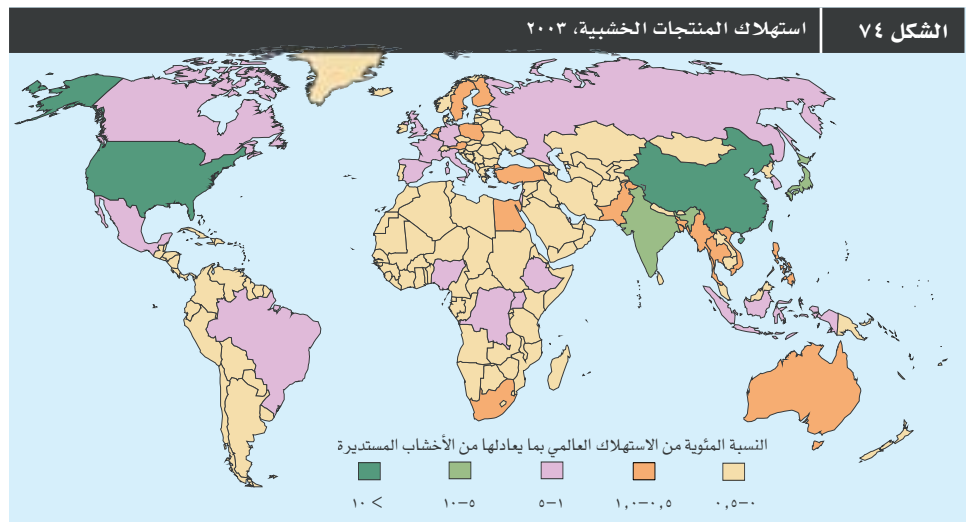 الشكل ٧٤
استهلاك المنتجات الخشبية، ٢٠٠٣
النسبة المئوية من الاستهلاك العالمي بما يعادلها من الأخشاب المستديرة
٠–٠,٥
٠,٥–١,٠
١–٥
٥–١٠
> ١٠